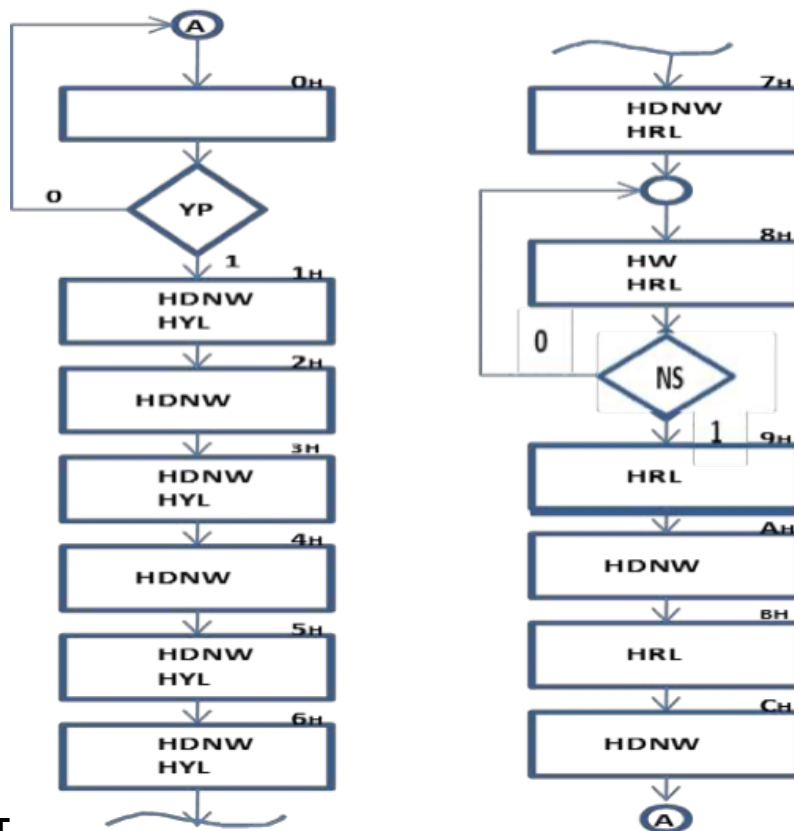 A
0H
0
YP
1
1H
HDNW
HYL
2H
HDNW
3H
HDNW
HYL
4H
HDNW
5H
HDNW
HYL
6H
HDNW
HYL
T
7H
HDNW
HRL
8H
HW
HRL
0
NS
1
9H
HRL
AH
HDNW
BH
HRL
CH
HDNW
A